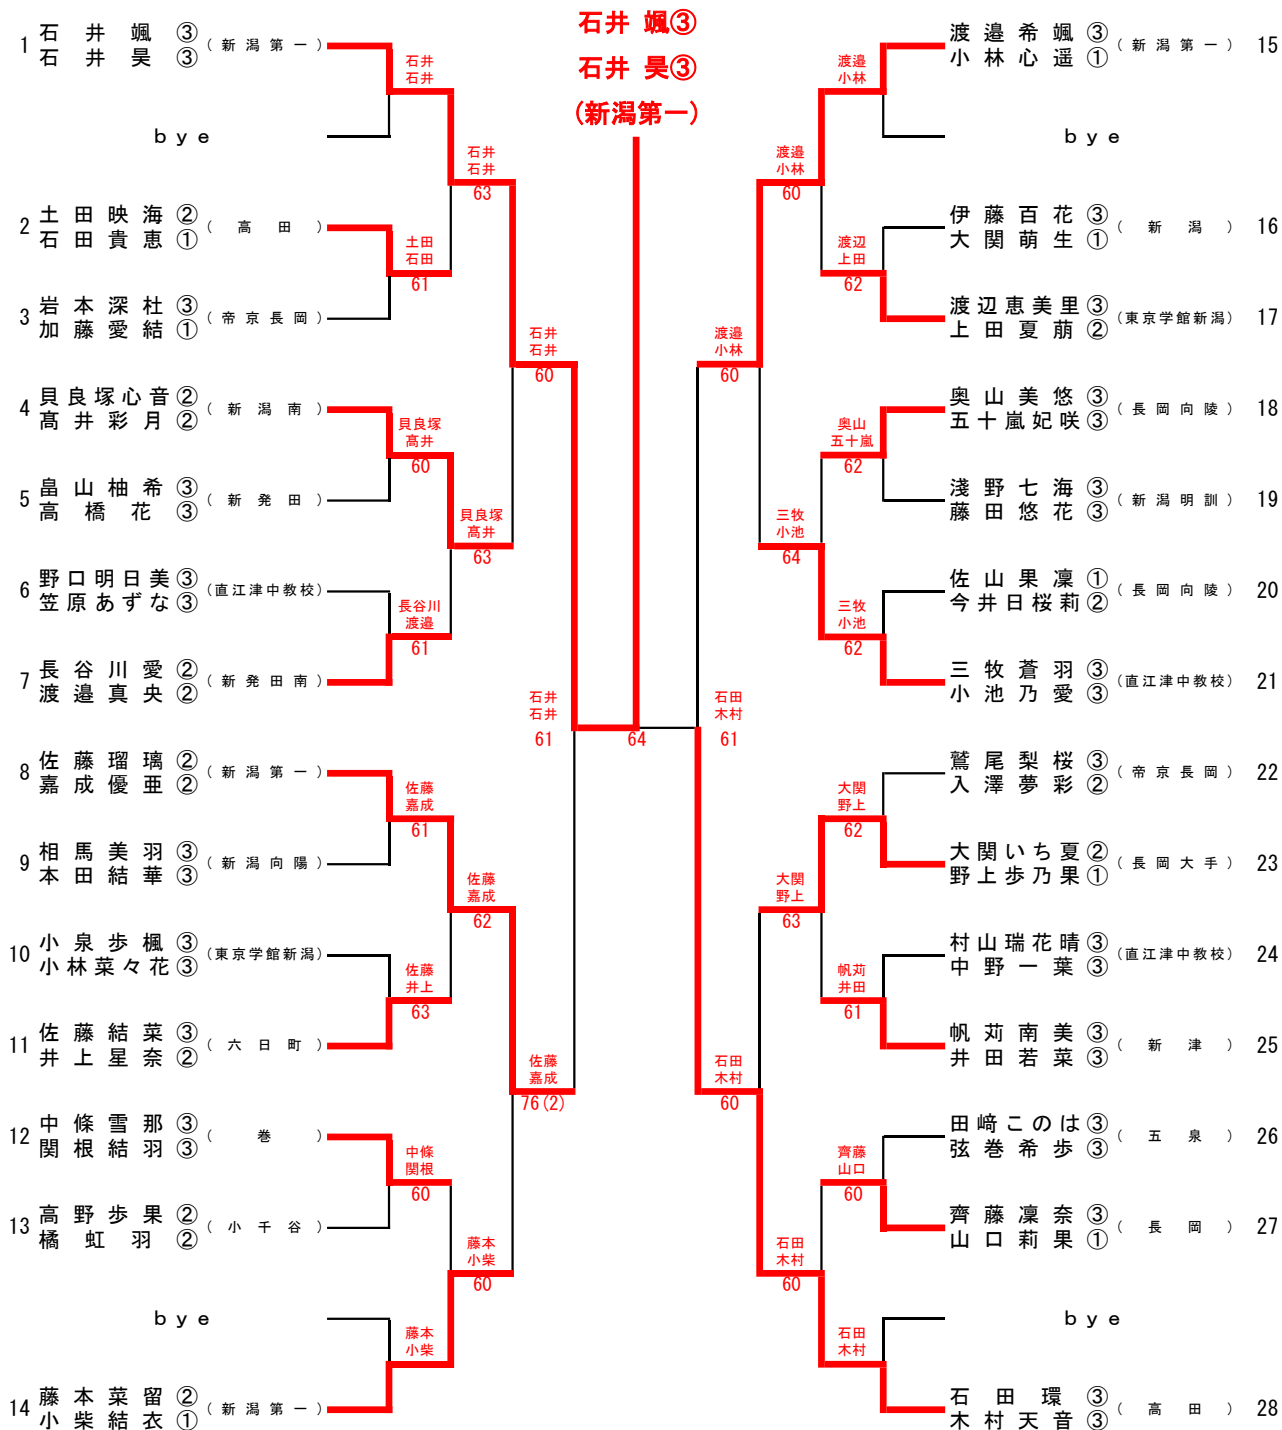 石井 颯③
石井 昊③
(新潟第一)
1 石井颯③ (新潟第一)
石井昊③
bye
2 土田映海② (高田)
石田貴恵①
3 岩本深杜③ (帝京長岡)
加藤愛結①
4 貝良塚心音② (新潟南)
髙井彩月②
5 畠山柚希③ (新発田)
高橋花③
6 野口明日美③ (直江津中教校)
笠原あずな③
7 長谷川愛② (新発田南)
渡邉真央②
8 佐藤瑠璃② (新潟第一)
嘉成優亜②
9 相馬美羽③ (新潟向陽)
本田結華③
10 小泉歩楓③ (東京学館新潟)
小林菜々花③
11 佐藤結菜③ (六日町)
井上星奈②
12 中條雪那③ (巻)
関根結羽③
13 高野歩果② (小千谷)
橘虹羽②
bye
14 藤本菜留② (新潟第一)
小柴結衣①
石井
石井
土田
石田
61
貝良塚
髙井
60
長谷川
渡邉
61
佐藤
嘉成
61
佐藤
井上
63
中條
関根
60
藤本
小柴
石井
石井
63
貝良塚
髙井
63
佐藤
嘉成
62
藤本
小柴
60
石井
石井
60
佐藤
嘉成
76(2)
石井
石井
61
64
石田
木村
61
渡邉
小林
60
石田
木村
60
渡邉
小林
60
三牧
小池
64
大関
野上
63
石田
木村
60
渡邉
小林
渡辺
上田
62
奥山
五十嵐
62
三牧
小池
62
大関
野上
62
帆苅
井田
61
齊藤
山口
60
石田
木村
渡邉希颯③ (新潟第一) 15
小林心遥①
bye
伊藤百花③ (新潟) 16
大関萌生①
渡辺恵美里③ (東京学館新潟) 17
上田夏萠②
奥山美悠③ (長岡向陵) 18
五十嵐妃咲③
淺野七海③ (新潟明訓) 19
藤田悠花③
佐山果凜① (長岡向陵) 20
今井日桜莉②
三牧蒼羽③ (直江津中教校) 21
小池乃愛③
鷲尾梨桜③ (帝京長岡) 22
入澤夢彩②
大関いち夏② (長岡大手) 23
野上歩乃果①
村山瑞花晴③ (直江津中教校) 24
中野一葉③
帆苅南美③ (新津) 25
井田若菜③
田﨑このは③ (五泉) 26
弦巻希歩③
齊藤凜奈③ (長岡) 27
山口莉果①
bye
石田環③ (高田) 28
木村天音③